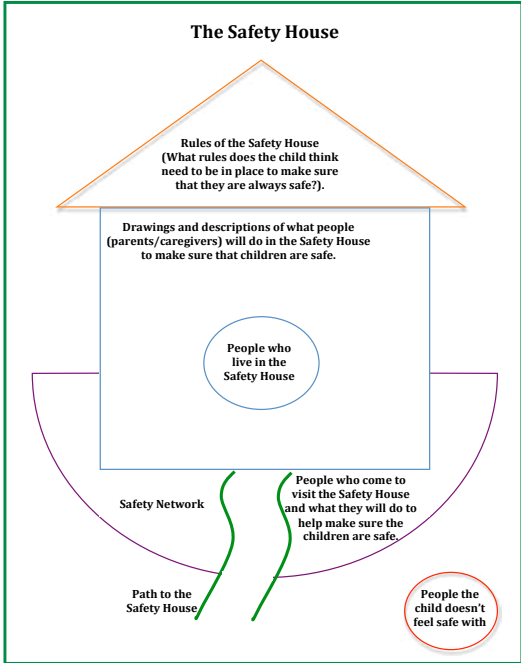 The Safety House
Rules of the Safety House
(What rules does the child think
need to be in place to make sure
that they are always safe?).
Drawings and descriptions of what people
(parents/caregivers) will do in the Safety House
to make sure that children are safe.
People who
live in the
Safety House
Safety Network
People who come to
visit the Safety House
and what they will do to
help make sure the
children are safe.
Path to the
Safety House
People the
child doesn't
feel safe with